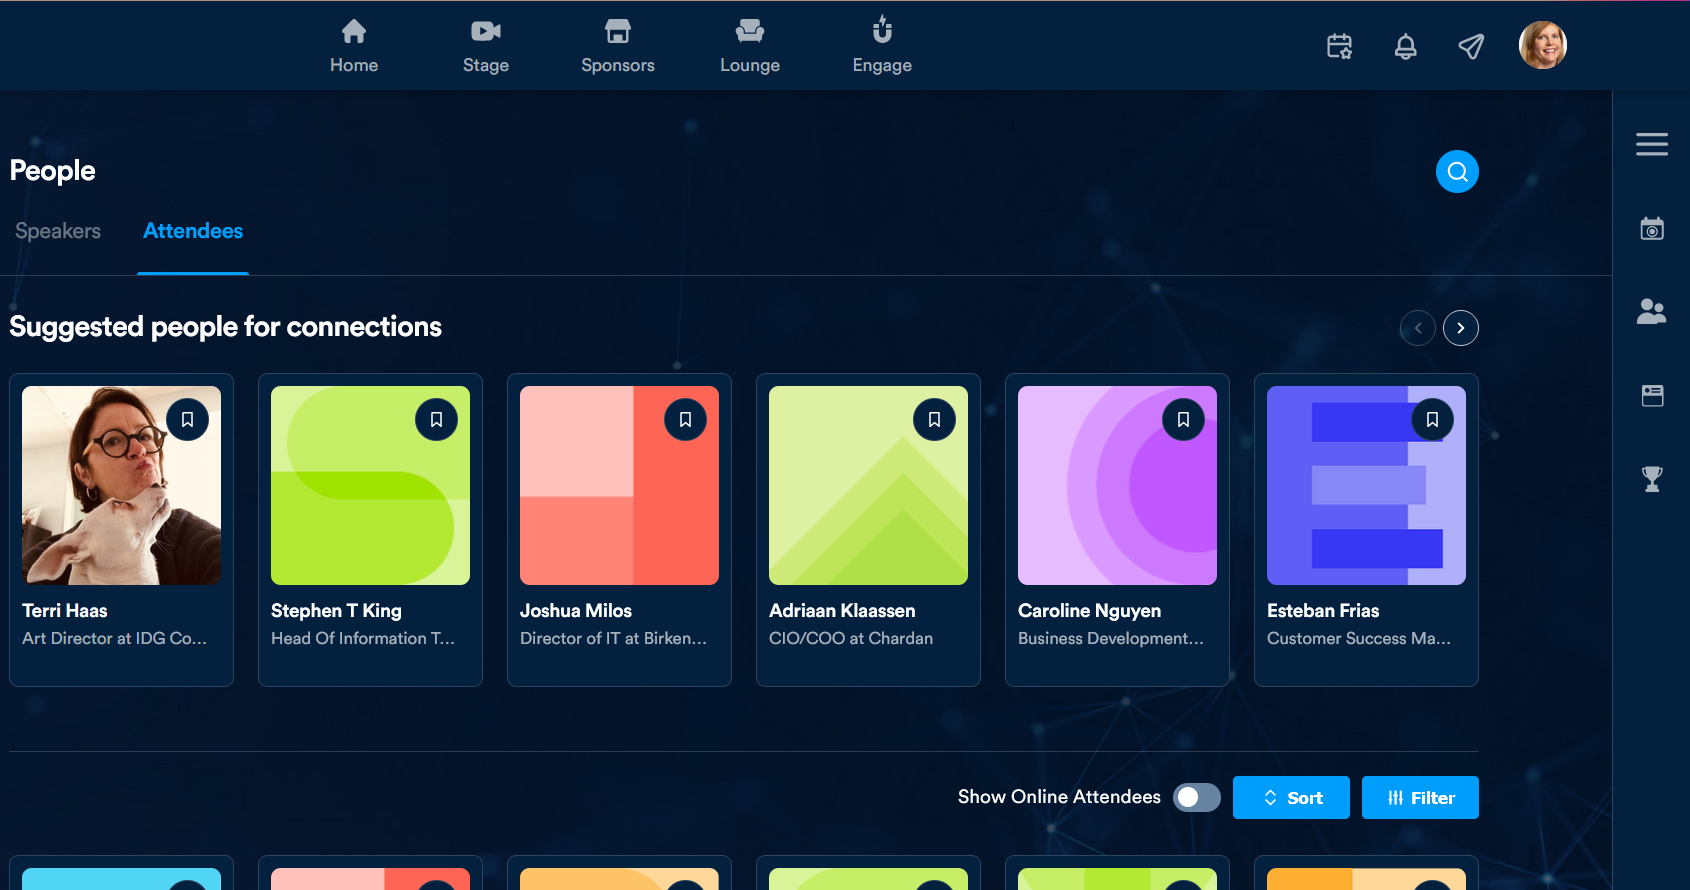 Home
Stage
Sponsors
Lounge
Engage
People
Speakers
Attendees
Suggested people for connections
Terri Haas
Art Director at IDG Co...
Stephen T King
Head Of Information T...
Joshua Milos
Director of IT at Birken...
Adriaan Klaassen
CIO/COO at Chardan
Caroline Nguyen
Business Development...
Esteban Frias
Customer Success Ma...
Show Online Attendees
Sort
Filter